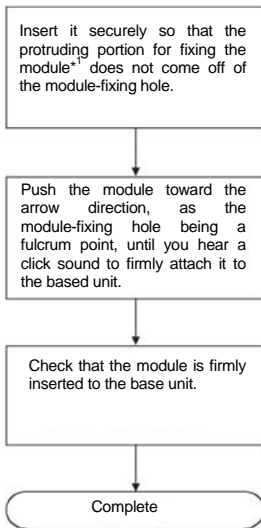 Insert it securely so that the
protruding portion for fixing the
module*1 does not come off of
the module-fixing hole.
Push the module toward the
arrow direction, as the
module-fixing hole being a
fulcrum point, until you hear a
click sound to firmly attach it to
the based unit.
Check that the module is firmly
inserted to the base unit.
Complete